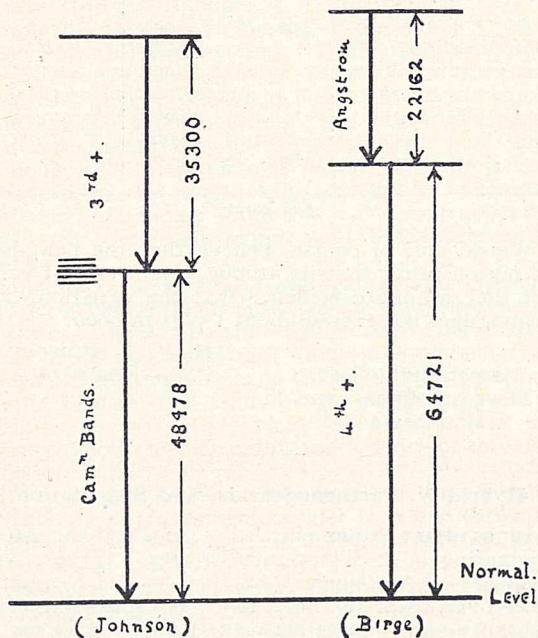 Angstrom
22162
3rd +.
35300
Camn Bands.
48478
4th +.
64721
Normal.
Level
(Johnson)
(Birge)